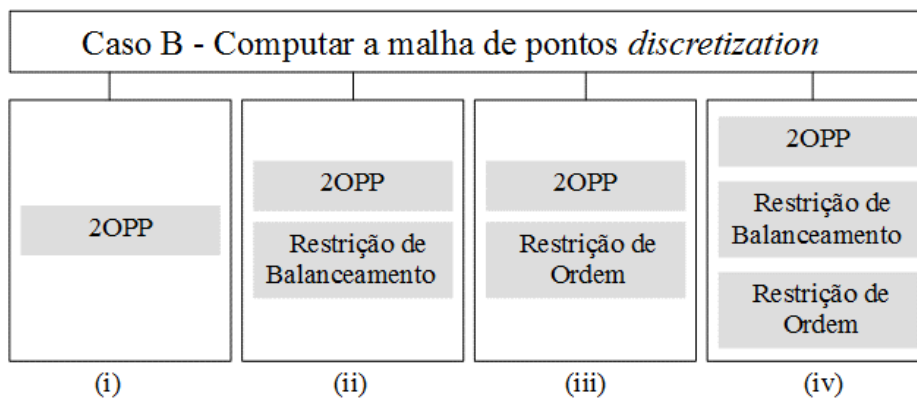 Caso B - Computar a malha de pontos discretization
2OPP
(i)
2OPP
Restrição de
Balanceamento
(ii)
2OPP
Restrição de
Ordem
(iii)
2OPP
Restrição de
Balanceamento
Restrição de
Ordem
(iv)